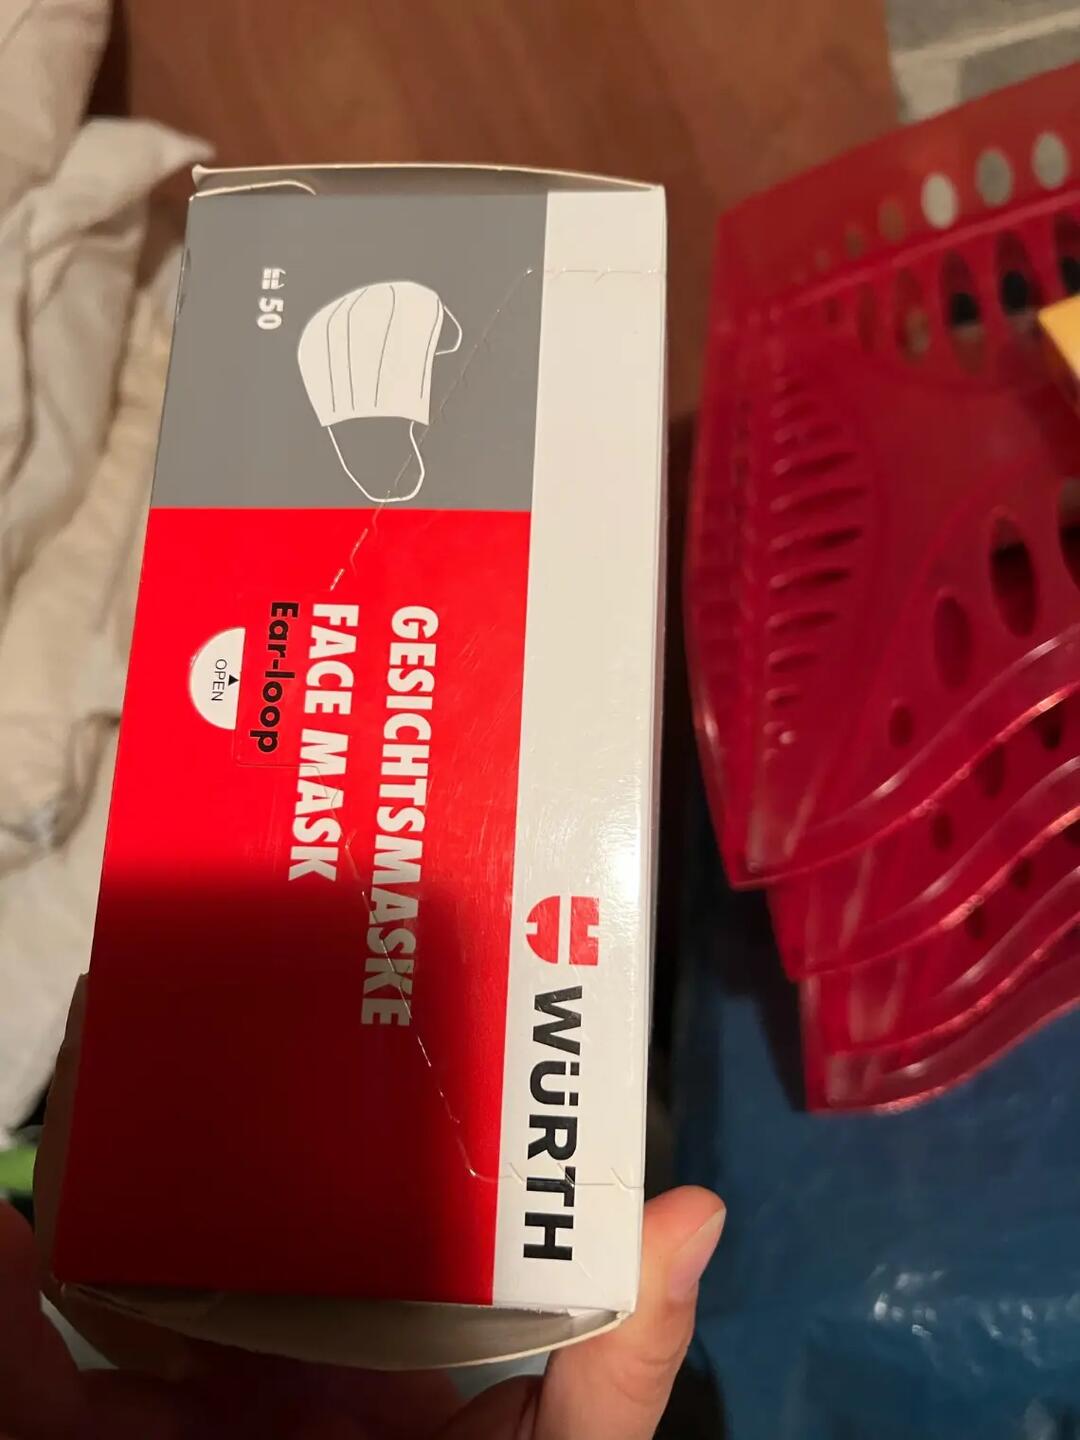 WÜRTH
GESICHTSMASKE
FACE MASK
Ear-loop
OPEN
50